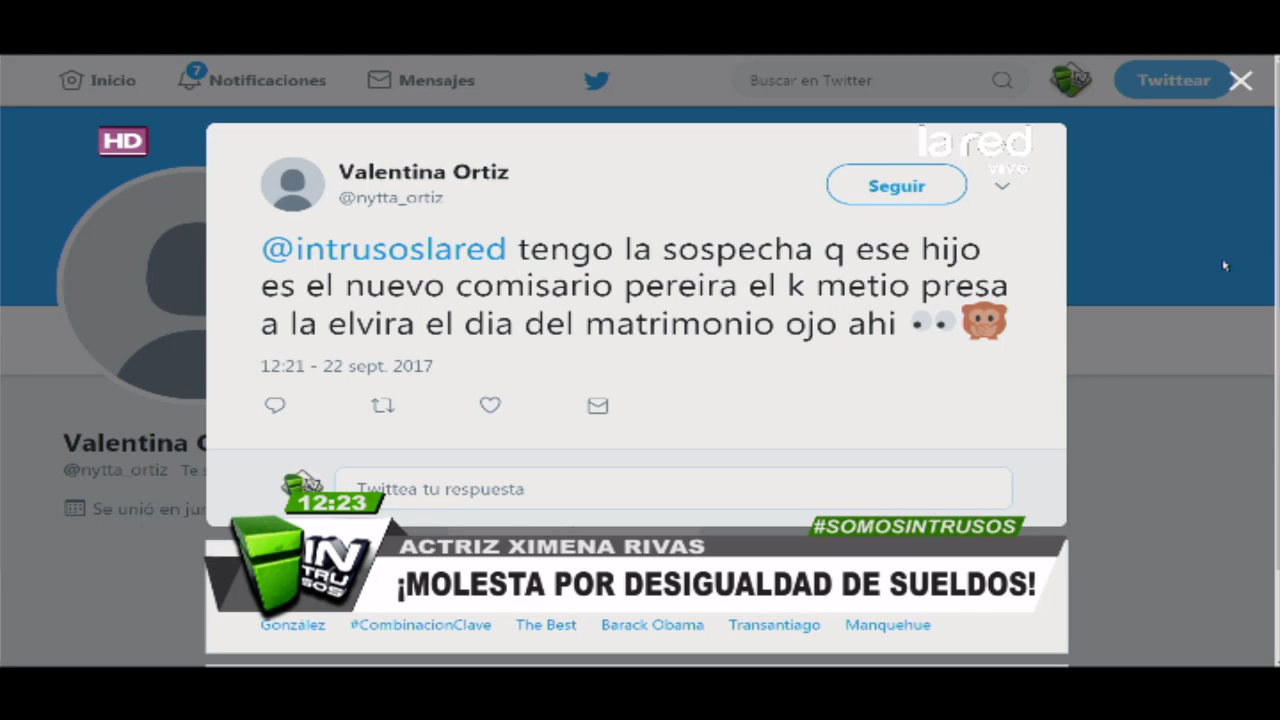 Inicio
7
Notificaciones
Mensajes
Buscar en Twitter
Twittear
HD
la red
VIVO
Valentina Ortiz
@nytta_ortiz
Seguir
@intrusoslared tengo la sospecha q ese hijo
es el nuevo comisario pereira el k metio presa
a la elvira el dia del matrimonio ojo ahi
12:21 - 22 sept. 2017
Valentina O
@nytta_ortiz Te s
Se unió en jun
Twittea tu respuesta
12:23
#SOMOSINTRUSOS
INTRUSOS
ACTRIZ XIMENA RIVAS
¡MOLESTA POR DESIGUALDAD DE SUELDOS!
González #CombinacionClave The Best Barack Obama Transantiago Manquehue